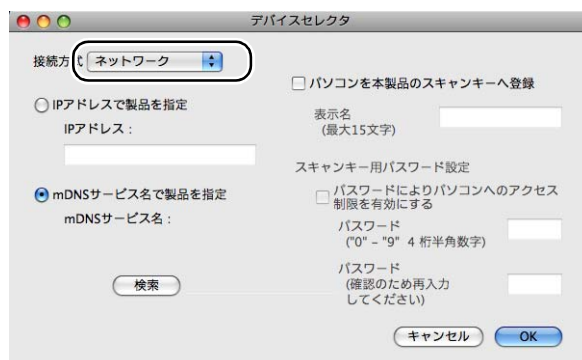 デバイスセレクタ
接続方式 ネットワーク
IPアドレスで製品を指定
IPアドレス：
mDNSサービス名で製品を指定
mDNSサービス名：
検索
パソコンを本製品のスキャンキーへ登録
表示名
(最大15文字)
スキャンキー用パスワード設定
パスワードによりパソコンへのアクセス
制限を有効にする
パスワード
("0" – "9" 4 桁半角数字)
パスワード
(確認のため再入力
してください)
キャンセル OK